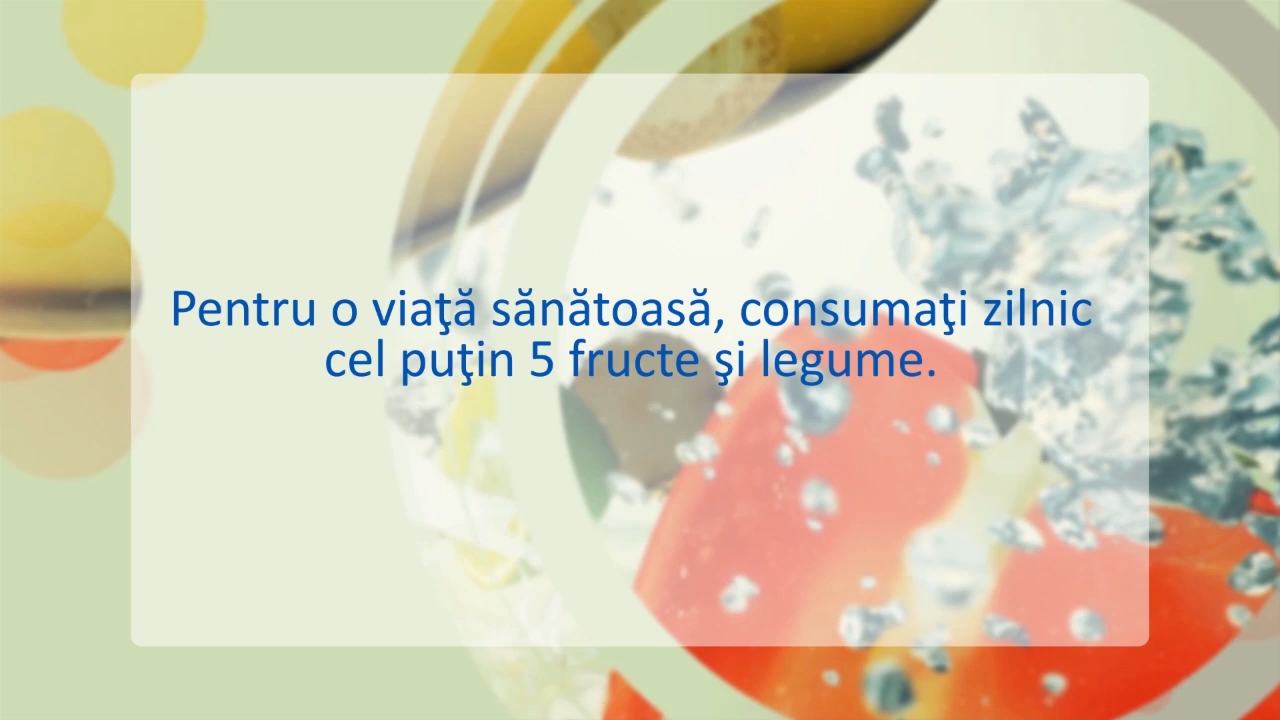 Pentru o viaţă sănătoasă, consumaţi zilnic
cel puţin 5 fructe şi legume.